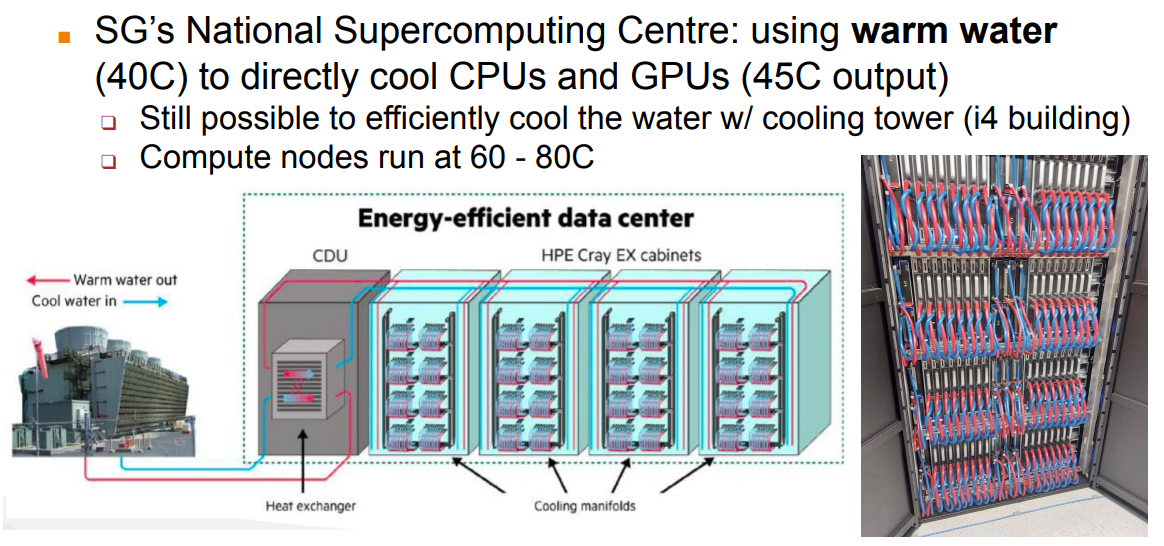 SG's National Supercomputing Centre: using warm water
(40C) to directly cool CPUs and GPUs (45C output)
Still possible to efficiently cool the water w/ cooling tower (i4 building)
Compute nodes run at 60 - 80C
Energy-efficient data center
CDU
HPE Cray EX cabinets
Warm water out
Cool water in
Heat exchanger
Cooling manifolds